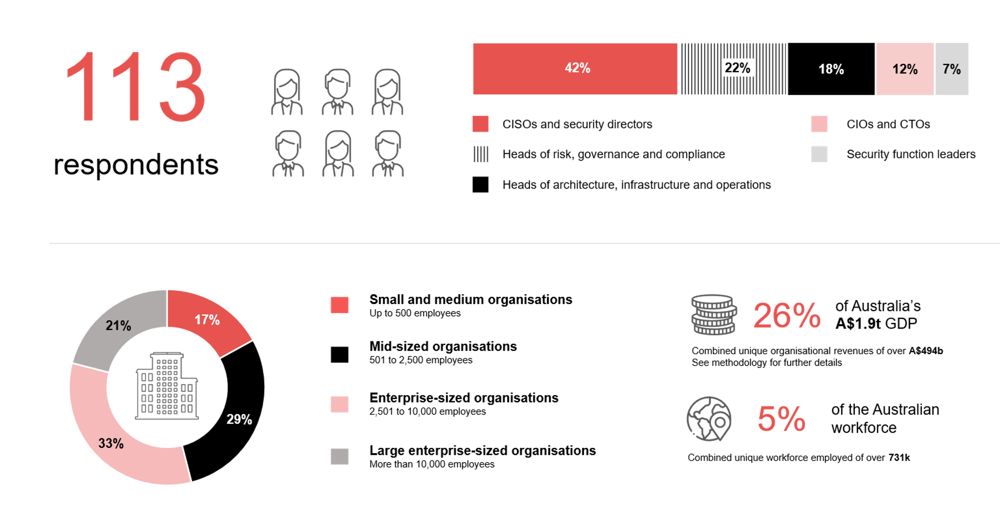 113
respondents
42%
22%
18%
12%
7%
CISOs and security directors
Heads of risk, governance and compliance
Heads of architecture, infrastructure and operations
CIOs and CTOs
Security function leaders
17%
29%
33%
21%
Small and medium organisations
Up to 500 employees
Mid-sized organisations
501 to 2,500 employees
Enterprise-sized organisations
2,501 to 10,000 employees
Large enterprise-sized organisations
More than 10,000 employees
26%
of Australia’s
A$1.9t GDP
Combined unique organisational revenues of over A$494b
See methodology for further details
5%
of the Australian
workforce
Combined unique workforce employed of over 731k